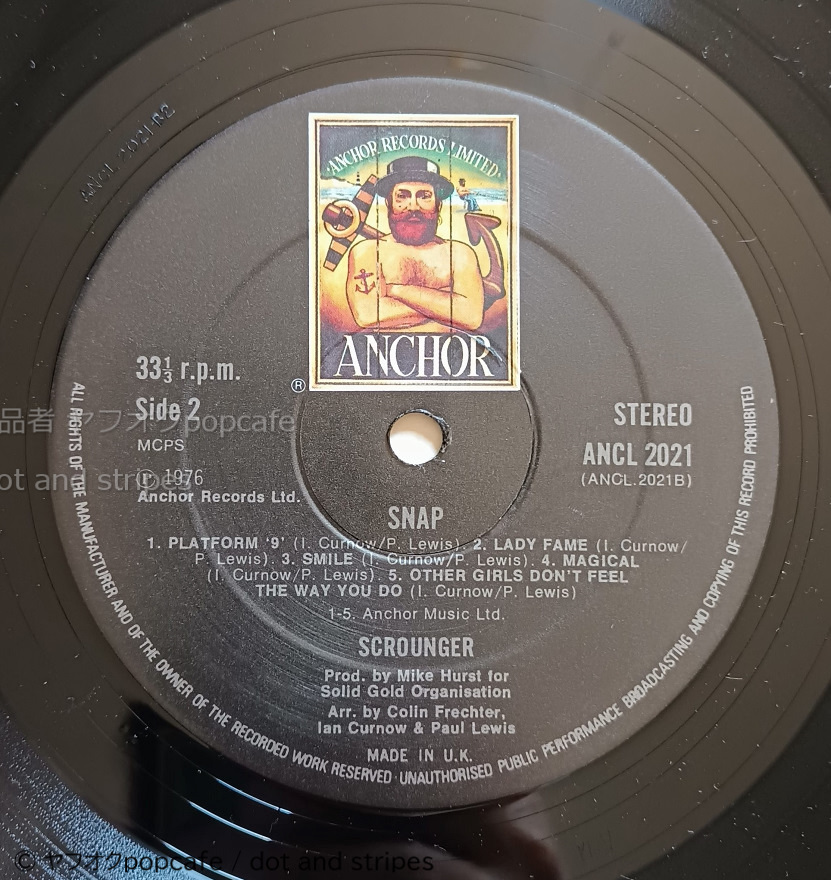 ANCL 2021-B2
ANCHOR RECORDS LIMITED
ANCHOR
®
33⅓ r.p.m.
Side 2
MCPS
Ⓟ 1976
Anchor Records Ltd.
STEREO
ANCL 2021
(ANCL.2021B)
SNAP
1. PLATFORM ‘9’ (I. Curnow/P. Lewis). 2. LADY FAME (I. Curnow/
P. Lewis). 3. SMILE (I. Curnow/P. Lewis). 4. MAGICAL
(I. Curnow/P. Lewis). 5. OTHER GIRLS DON'T FEEL
THE WAY YOU DO (I. Curnow/P. Lewis)
1-5. Anchor Music Ltd.
SCROUNGER
Prod. by Mike Hurst for
Solid Gold Organisation
Arr. by Colin Frechter,
Ian Curnow & Paul Lewis
MADE IN U.K.
ALL RIGHTS OF THE MANUFACTURER AND OF THE OWNER OF THE RECORDED WORK RESERVED · UNAUTHORISED PUBLIC PERFORMANCE BROADCASTING AND COPYING OF THIS RECORD PROHIBITED
品者 ヤフオクpopcafe
dot and stripes
© ヤフオクpopcafe / dot and stripes